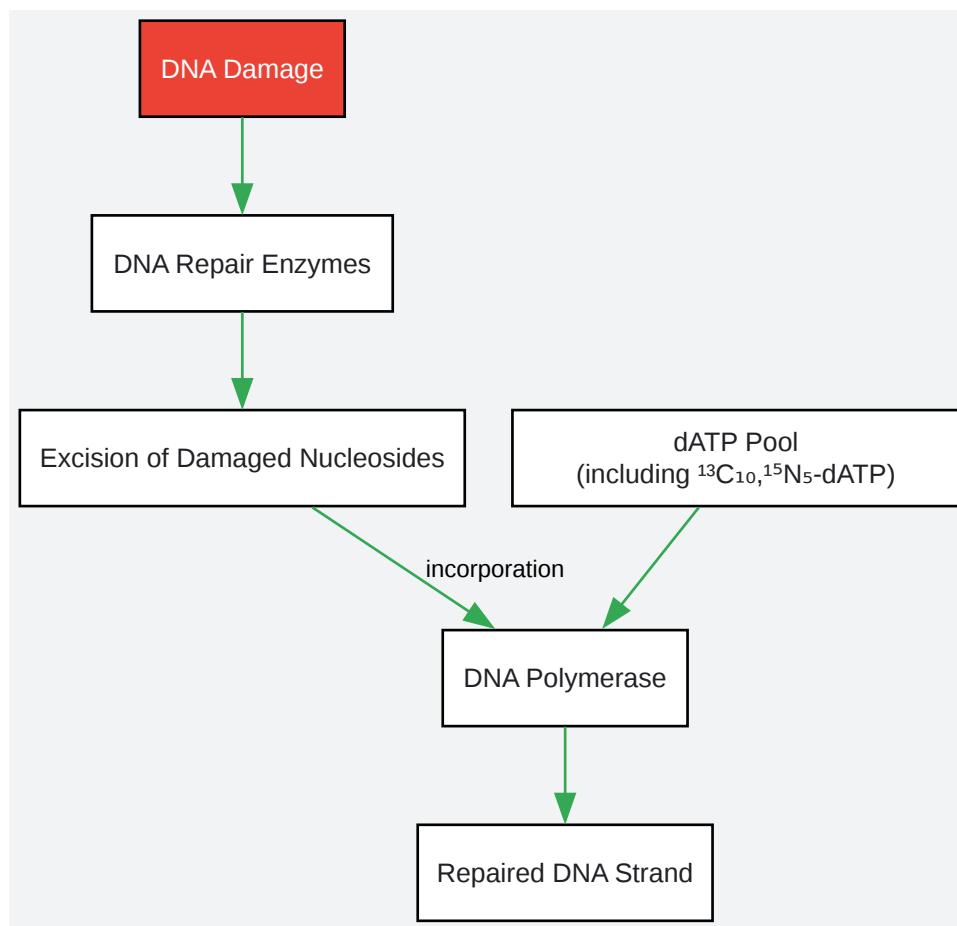 DNA Damage
DNA Repair Enzymes
Excision of Damaged Nucleosides
dATP Pool
(including ¹³C₁₀,¹⁵N₅-dATP)
incorporation
DNA Polymerase
Repaired DNA Strand